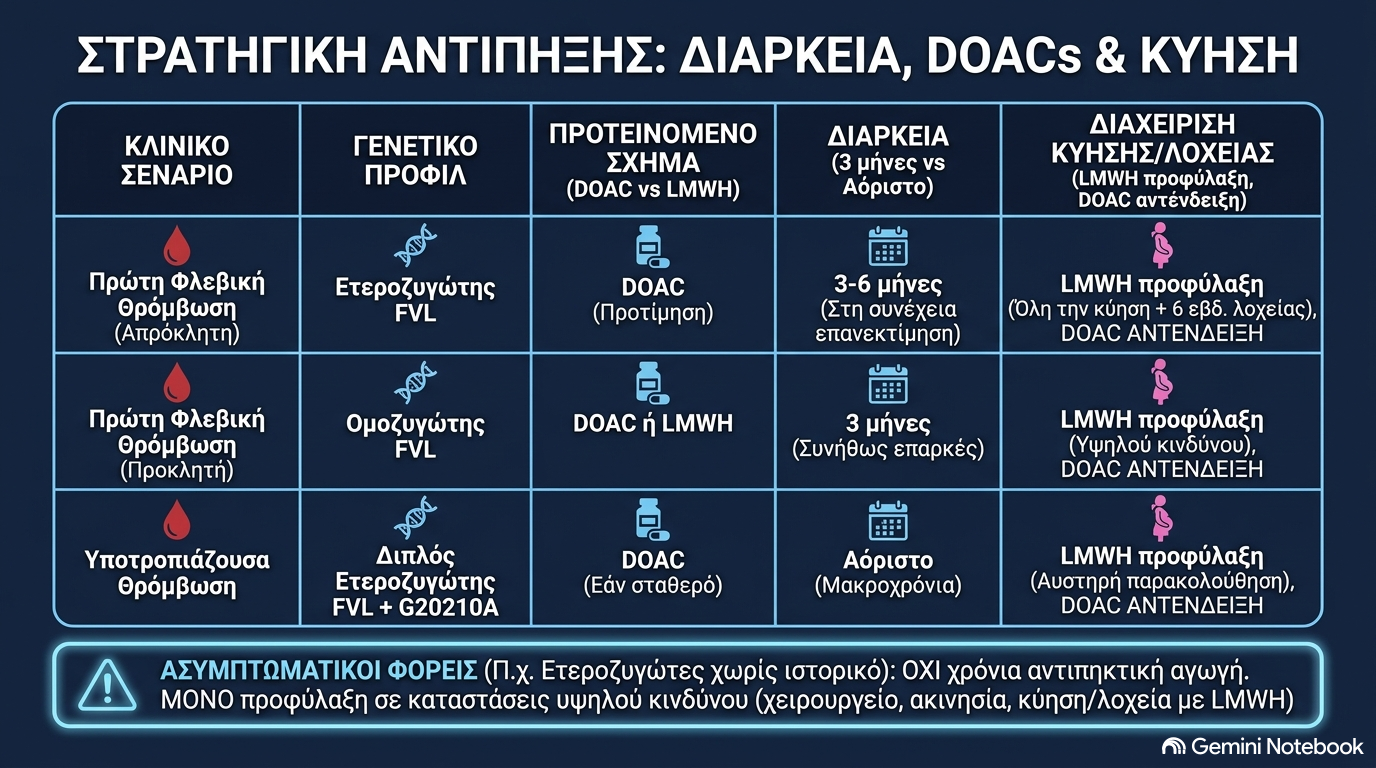 ΣΤΡΑΤΗΓΙΚΗ ΑΝΤΙΠΗΞΗΣ: ΔΙΑΡΚΕΙΑ, DOACs & ΚΥΗΣΗ
ΚΛΙΝΙΚΟ
ΣΕΝΑΡΙΟ
ΓΕΝΕΤΙΚΟ
ΠΡΟΦΙΛ
ΠΡΟΤΕΙΝΟΜΕΝΟ
ΣΧΗΜΑ
(DOAC vs LMWH)
ΔΙΑΡΚΕΙΑ
(3 μήνες vs
Αόριστο)
ΔΙΑΧΕΙΡΙΣΗ
ΚΥΗΣΗΣ/ΛΟΧΕΙΑΣ
(LMWH προφύλαξη,
DOAC αντένδειξη)
Πρώτη Φλεβική
Θρόμβωση
(Απρόκλητη)
Ετεροζυγώτης
FVL
DOAC
(Προτίμηση)
3-6 μήνες
(Στη συνέχεια
επανεκτίμηση)
LMWH προφύλαξη
(Όλη την κύηση + 6 εβδ. λοχείας),
DOAC ΑΝΤΕΝΔΕΙΞΗ
Πρώτη Φλεβική
Θρόμβωση
(Προκλητή)
Ομοζυγώτης
FVL
DOAC ή LMWH
3 μήνες
(Συνήθως επαρκές)
LMWH προφύλαξη
(Υψηλού κινδύνου),
DOAC ΑΝΤΕΝΔΕΙΞΗ
Υποτροπιάζουσα
Θρόμβωση
Διπλός
Ετεροζυγώτης
FVL + G20210A
DOAC
(Εάν σταθερό)
Αόριστο
(Μακροχρόνια)
LMWH προφύλαξη
(Αυστηρή παρακολούθηση),
DOAC ΑΝΤΕΝΔΕΙΞΗ
ΑΣΥΜΠΤΩΜΑΤΙΚΟΙ ΦΟΡΕΙΣ (Π.χ. Ετεροζυγώτες χωρίς ιστορικό): ΟΧΙ χρόνια αντιπηκτική αγωγή.
ΜΟΝΟ προφύλαξη σε καταστάσεις υψηλού κινδύνου (χειρουργείο, ακινησία, κύηση/λοχεία με LMWH)
Gemini Notebook